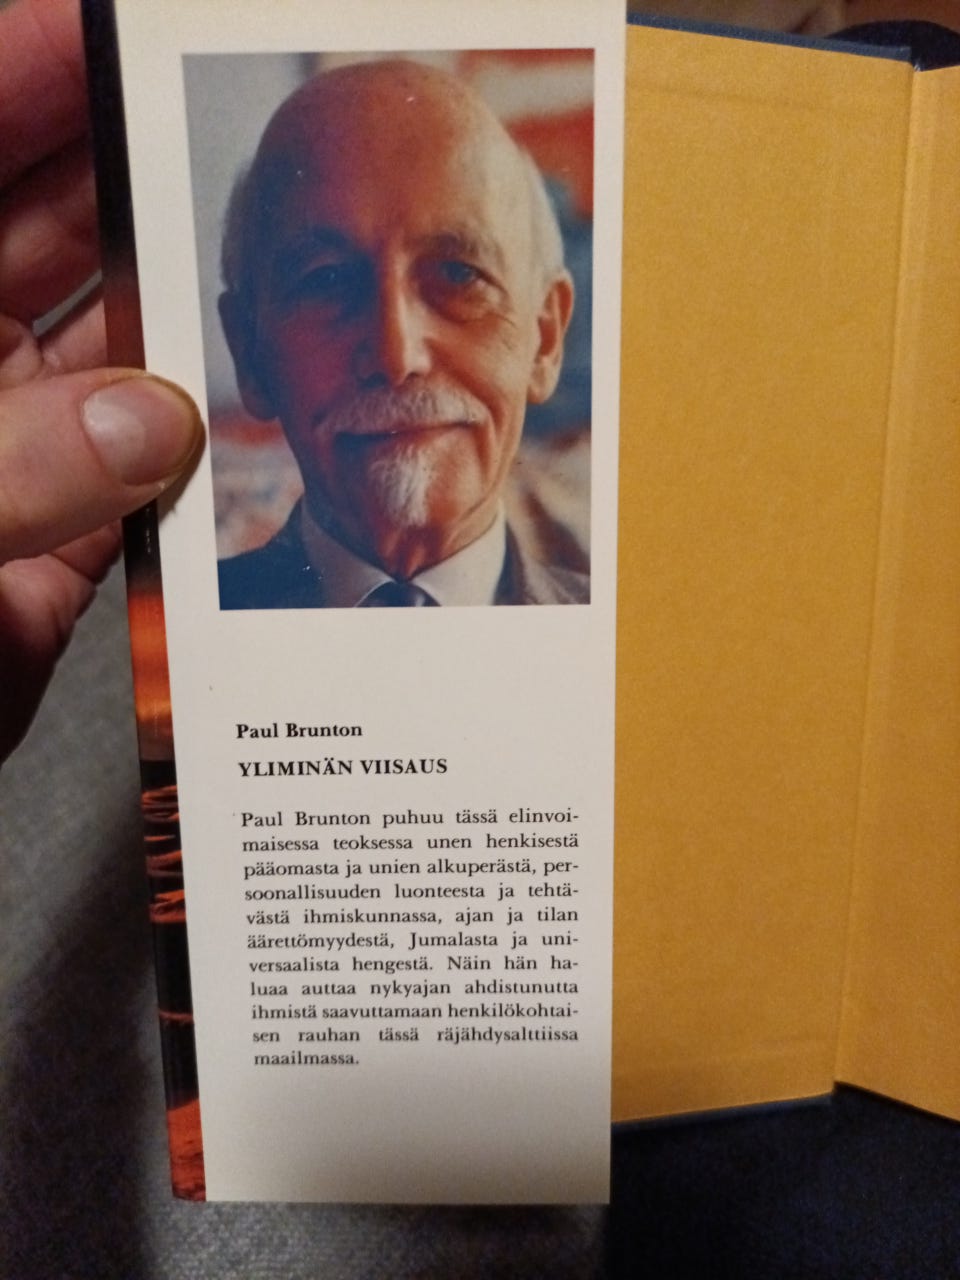 Paul Brunton
YLIMINÄN VIISAUS
Paul Brunton puhuu tässä elinvoi-
maisessa teoksessa unen henkisestä
pääomasta ja unien alkuperästä, per-
soonallisuuden luonteesta ja tehtä-
västä ihmiskunnassa, ajan ja tilan
äärettömyydestä, Jumalasta ja uni-
versaalista hengestä. Näin hän ha-
luaa auttaa nykyajan ahdistunutta
ihmistä saavuttamaan henkilökohtai-
sen rauhan tässä räjähdysalttiissa
maailmassa.